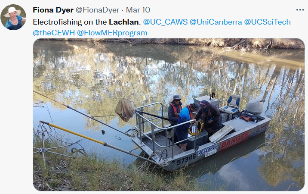 Fiona Dyer @FionaDyer · Mar 10
Electrofishing on the Lachlan. @UC_CAWS @UniCanberra @UCSciTech
@theCEWH @FlowMERprogram